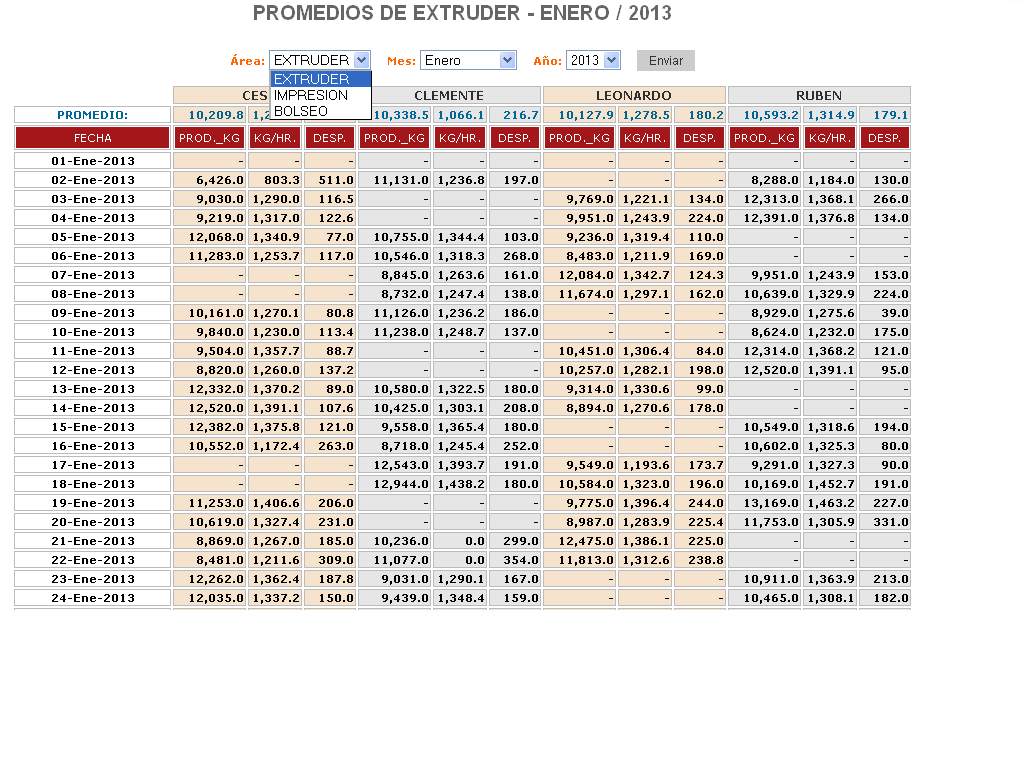 PROMEDIOS DE EXTRUDER - ENERO / 2013
Área: EXTRUDER Mes: Enero Año: 2013 Enviar
EXTRUDER
IMPRESION
BOLSEO
CES CLEMENTE LEONARDO RUBEN
PROMEDIO: 10,209.8 10,338.5 1,066.1 216.7 10,127.9 1,278.5 180.2 10,593.2 1,314.9 179.1
FECHA PROD._KG KG/HR. DESP. PROD._KG KG/HR. DESP. PROD._KG KG/HR. DESP. PROD._KG KG/HR. DESP.
01-Ene-2013 - - - - - - - - - - - -
02-Ene-2013 6,426.0 803.3 511.0 11,131.0 1,236.8 197.0 - - - 8,288.0 1,184.0 130.0
03-Ene-2013 9,030.0 1,290.0 116.5 - - - 9,769.0 1,221.1 134.0 12,313.0 1,368.1 266.0
04-Ene-2013 9,219.0 1,317.0 122.6 - - - 9,951.0 1,243.9 224.0 12,391.0 1,376.8 134.0
05-Ene-2013 12,068.0 1,340.9 77.0 10,755.0 1,344.4 103.0 9,236.0 1,319.4 110.0 - - -
06-Ene-2013 11,283.0 1,253.7 117.0 10,546.0 1,318.3 268.0 8,483.0 1,211.9 169.0 - - -
07-Ene-2013 - - - 8,845.0 1,263.6 161.0 12,084.0 1,342.7 124.3 9,951.0 1,243.9 153.0
08-Ene-2013 - - - 8,732.0 1,247.4 138.0 11,674.0 1,297.1 162.0 10,639.0 1,329.9 224.0
09-Ene-2013 10,161.0 1,270.1 80.8 11,126.0 1,236.2 186.0 - - - 8,929.0 1,275.6 39.0
10-Ene-2013 9,840.0 1,230.0 113.4 11,238.0 1,248.7 137.0 - - - 8,624.0 1,232.0 175.0
11-Ene-2013 9,504.0 1,357.7 88.7 - - - 10,451.0 1,306.4 84.0 12,314.0 1,368.2 121.0
12-Ene-2013 8,820.0 1,260.0 137.2 - - - 10,257.0 1,282.1 198.0 12,520.0 1,391.1 95.0
13-Ene-2013 12,332.0 1,370.2 89.0 10,580.0 1,322.5 180.0 9,314.0 1,330.6 99.0 - - -
14-Ene-2013 12,520.0 1,391.1 107.6 10,425.0 1,303.1 208.0 8,894.0 1,270.6 178.0 - - -
15-Ene-2013 12,382.0 1,375.8 121.0 9,558.0 1,365.4 180.0 - - - 10,549.0 1,318.6 194.0
16-Ene-2013 10,552.0 1,172.4 263.0 8,718.0 1,245.4 252.0 - - - 10,602.0 1,325.3 80.0
17-Ene-2013 - - - 12,543.0 1,393.7 191.0 9,549.0 1,193.6 173.7 9,291.0 1,327.3 90.0
18-Ene-2013 - - - 12,944.0 1,438.2 180.0 10,584.0 1,323.0 196.0 10,169.0 1,452.7 191.0
19-Ene-2013 11,253.0 1,406.6 206.0 - - - 9,775.0 1,396.4 244.0 13,169.0 1,463.2 227.0
20-Ene-2013 10,619.0 1,327.4 231.0 - - - 8,987.0 1,283.9 225.4 11,753.0 1,305.9 331.0
21-Ene-2013 8,869.0 1,267.0 185.0 10,236.0 0.0 299.0 12,475.0 1,386.1 225.0 - - -
22-Ene-2013 8,481.0 1,211.6 309.0 11,077.0 0.0 354.0 11,813.0 1,312.6 238.8 - - -
23-Ene-2013 12,262.0 1,362.4 187.8 9,031.0 1,290.1 167.0 - - - 10,911.0 1,363.9 213.0
24-Ene-2013 12,035.0 1,337.2 150.0 9,439.0 1,348.4 159.0 - - - 10,465.0 1,308.1 182.0